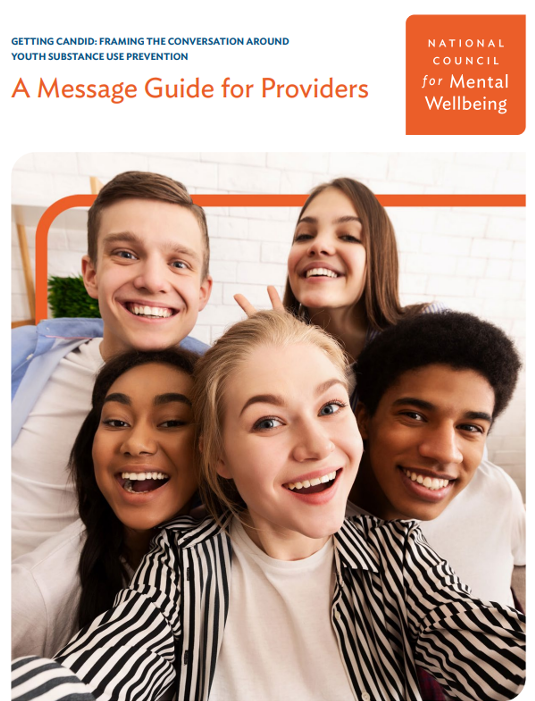 GETTING CANDID: FRAMING THE CONVERSATION AROUND
YOUTH SUBSTANCE USE PREVENTION
A Message Guide for Providers
NATIONAL
COUNCIL
for Mental
Wellbeing